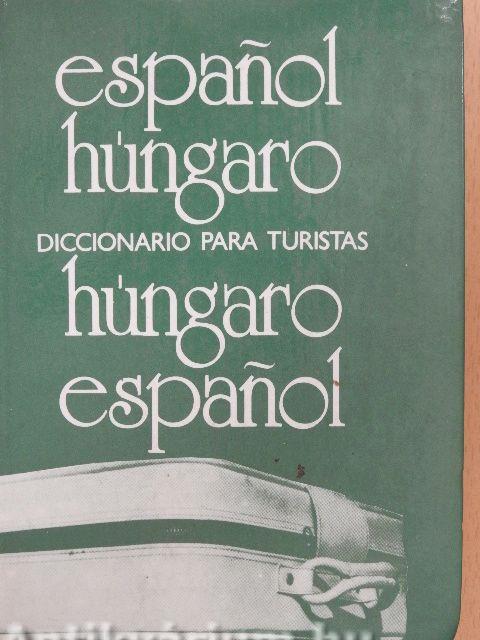 español
húngaro
DICCIONARIO PARA TURISTAS
húngaro
español